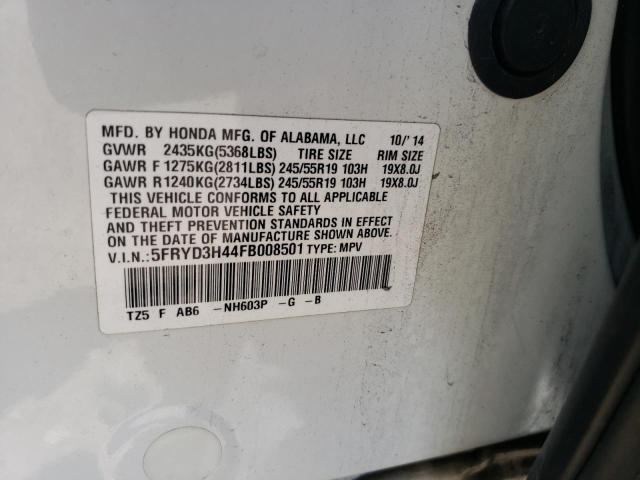 MFD. BY HONDA MFG. OF ALABAMA, LLC 10/'14
GVWR 2435KG(5368LBS) TIRE SIZE RIM SIZE
GAWR F 1275KG(2811LBS) 245/55R19 103H 19X8.0J
GAWR R1240KG(2734LBS) 245/55R19 103H 19X8.0J
THIS VEHICLE CONFORMS TO ALL APPLICABLE
FEDERAL MOTOR VEHICLE SAFETY
AND THEFT PREVENTION STANDARDS IN EFFECT
ON THE DATE OF MANUFACTURE SHOWN ABOVE.
V.I.N.:5FRYD3H44FB008501 TYPE: MPV
TZ5 F AB6 -NH603P -G -B